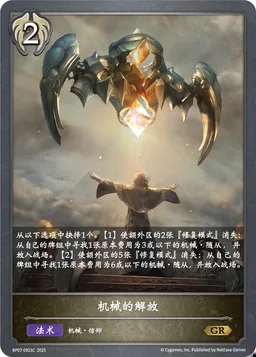 2
从以下选项中抉择1个。【1】使额外区的2张『修复模式』消失:
从自己的牌组中寻找1张原本费用为3或以下的机械·随从，并
放入战场。【2】使额外区的5张『修复模式』消失:从自己的
牌组中寻找1张原本费用为6或以下的机械·随从，并放入战场。
机械的解放
法术 机械·信仰 GR
BP07-092SC 2025 © Cygames, Inc. Published by NetEase Games